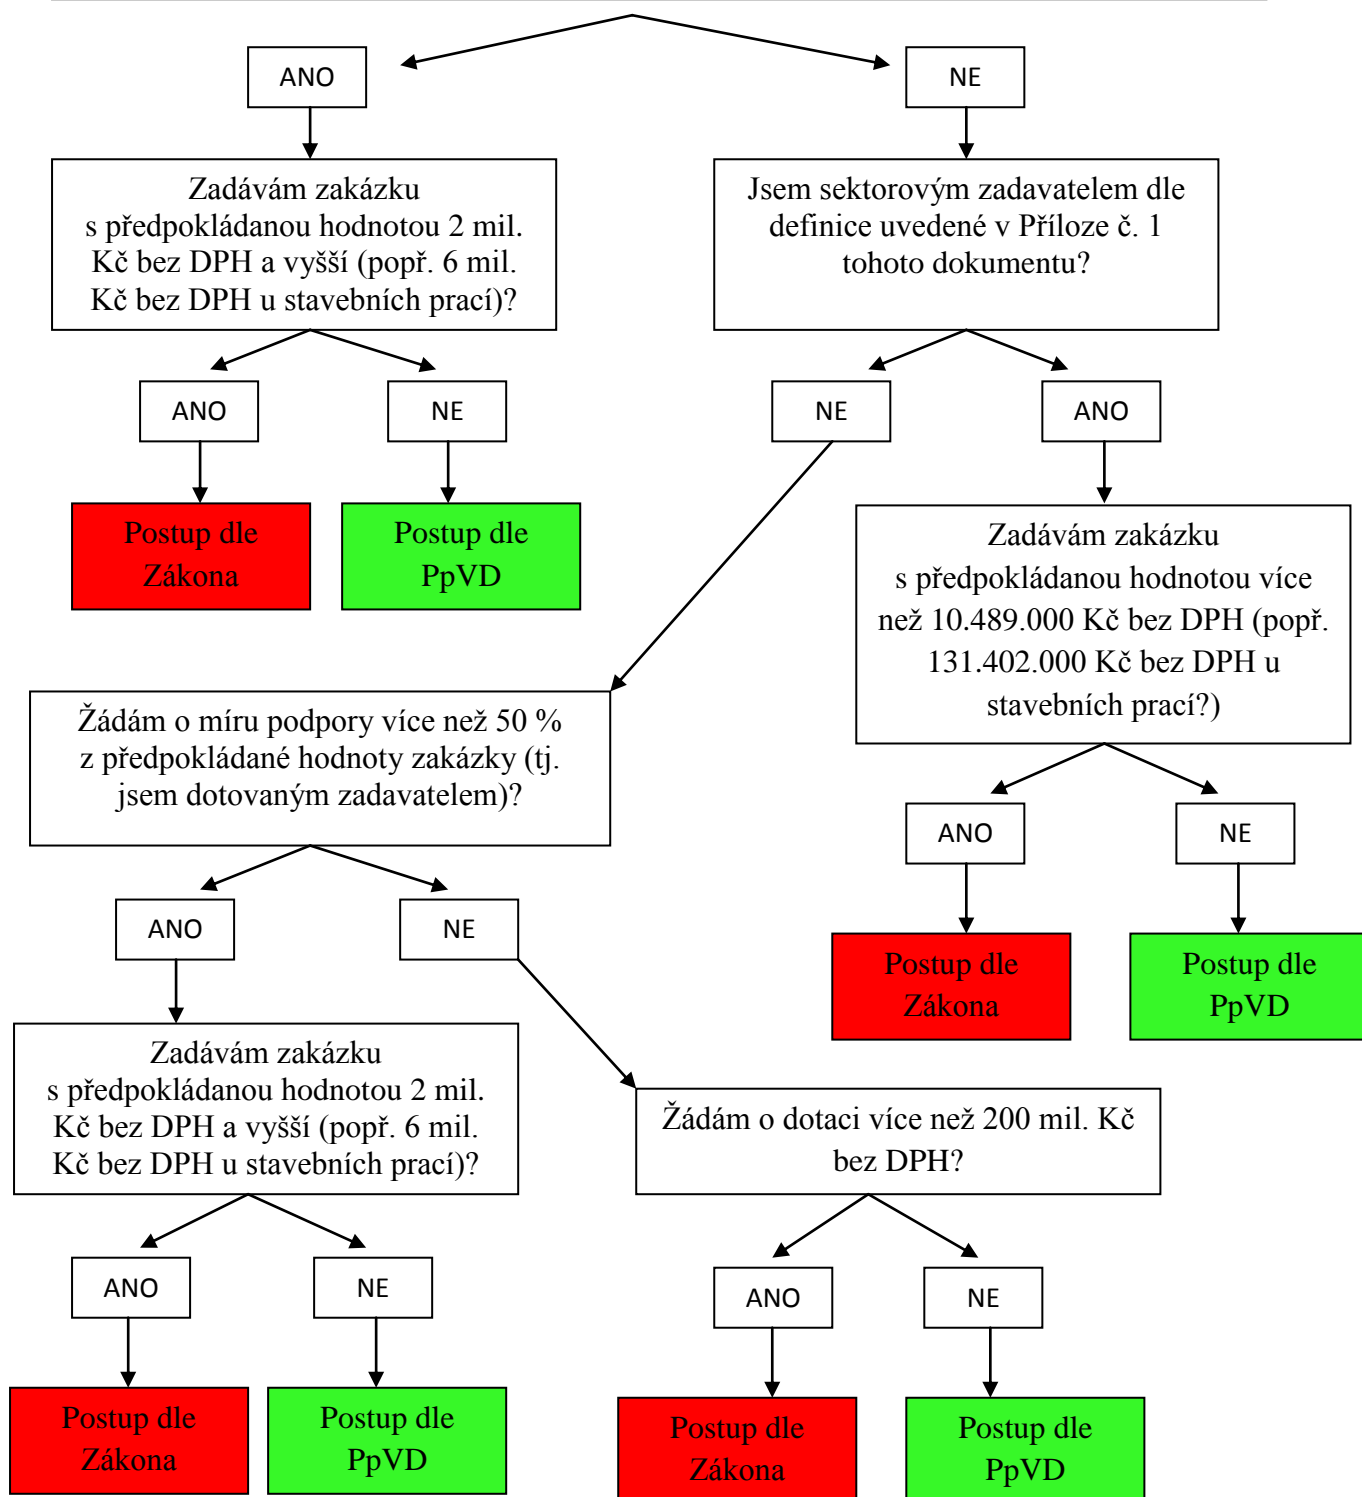 ANO
NE
Zadávám zakázku
s předpokládanou hodnotou 2 mil.
Kč bez DPH a vyšší (popř. 6 mil.
Kč bez DPH u stavebních prací)?
Jsem sektorovým zadavatelem dle
definice uvedené v Příloze č. 1
tohoto dokumentu?
ANO
NE
NE
ANO
Postup dle
Zákona
Postup dle
PpVD
Zadávám zakázku
s předpokládanou hodnotou více
než 10.489.000 Kč bez DPH (popř.
131.402.000 Kč bez DPH u
stavebních prací?)
Žádám o míru podpory více než 50 %
z předpokládané hodnoty zakázky (tj.
jsem dotovaným zadavatelem)?
ANO
NE
ANO
NE
Postup dle
Zákona
Postup dle
PpVD
Zadávám zakázku
s předpokládanou hodnotou 2 mil.
Kč bez DPH a vyšší (popř. 6 mil.
Kč bez DPH u stavebních prací)?
Žádám o dotaci více než 200 mil. Kč
bez DPH?
ANO
NE
ANO
NE
Postup dle
Zákona
Postup dle
PpVD
Postup dle
Zákona
Postup dle
PpVD